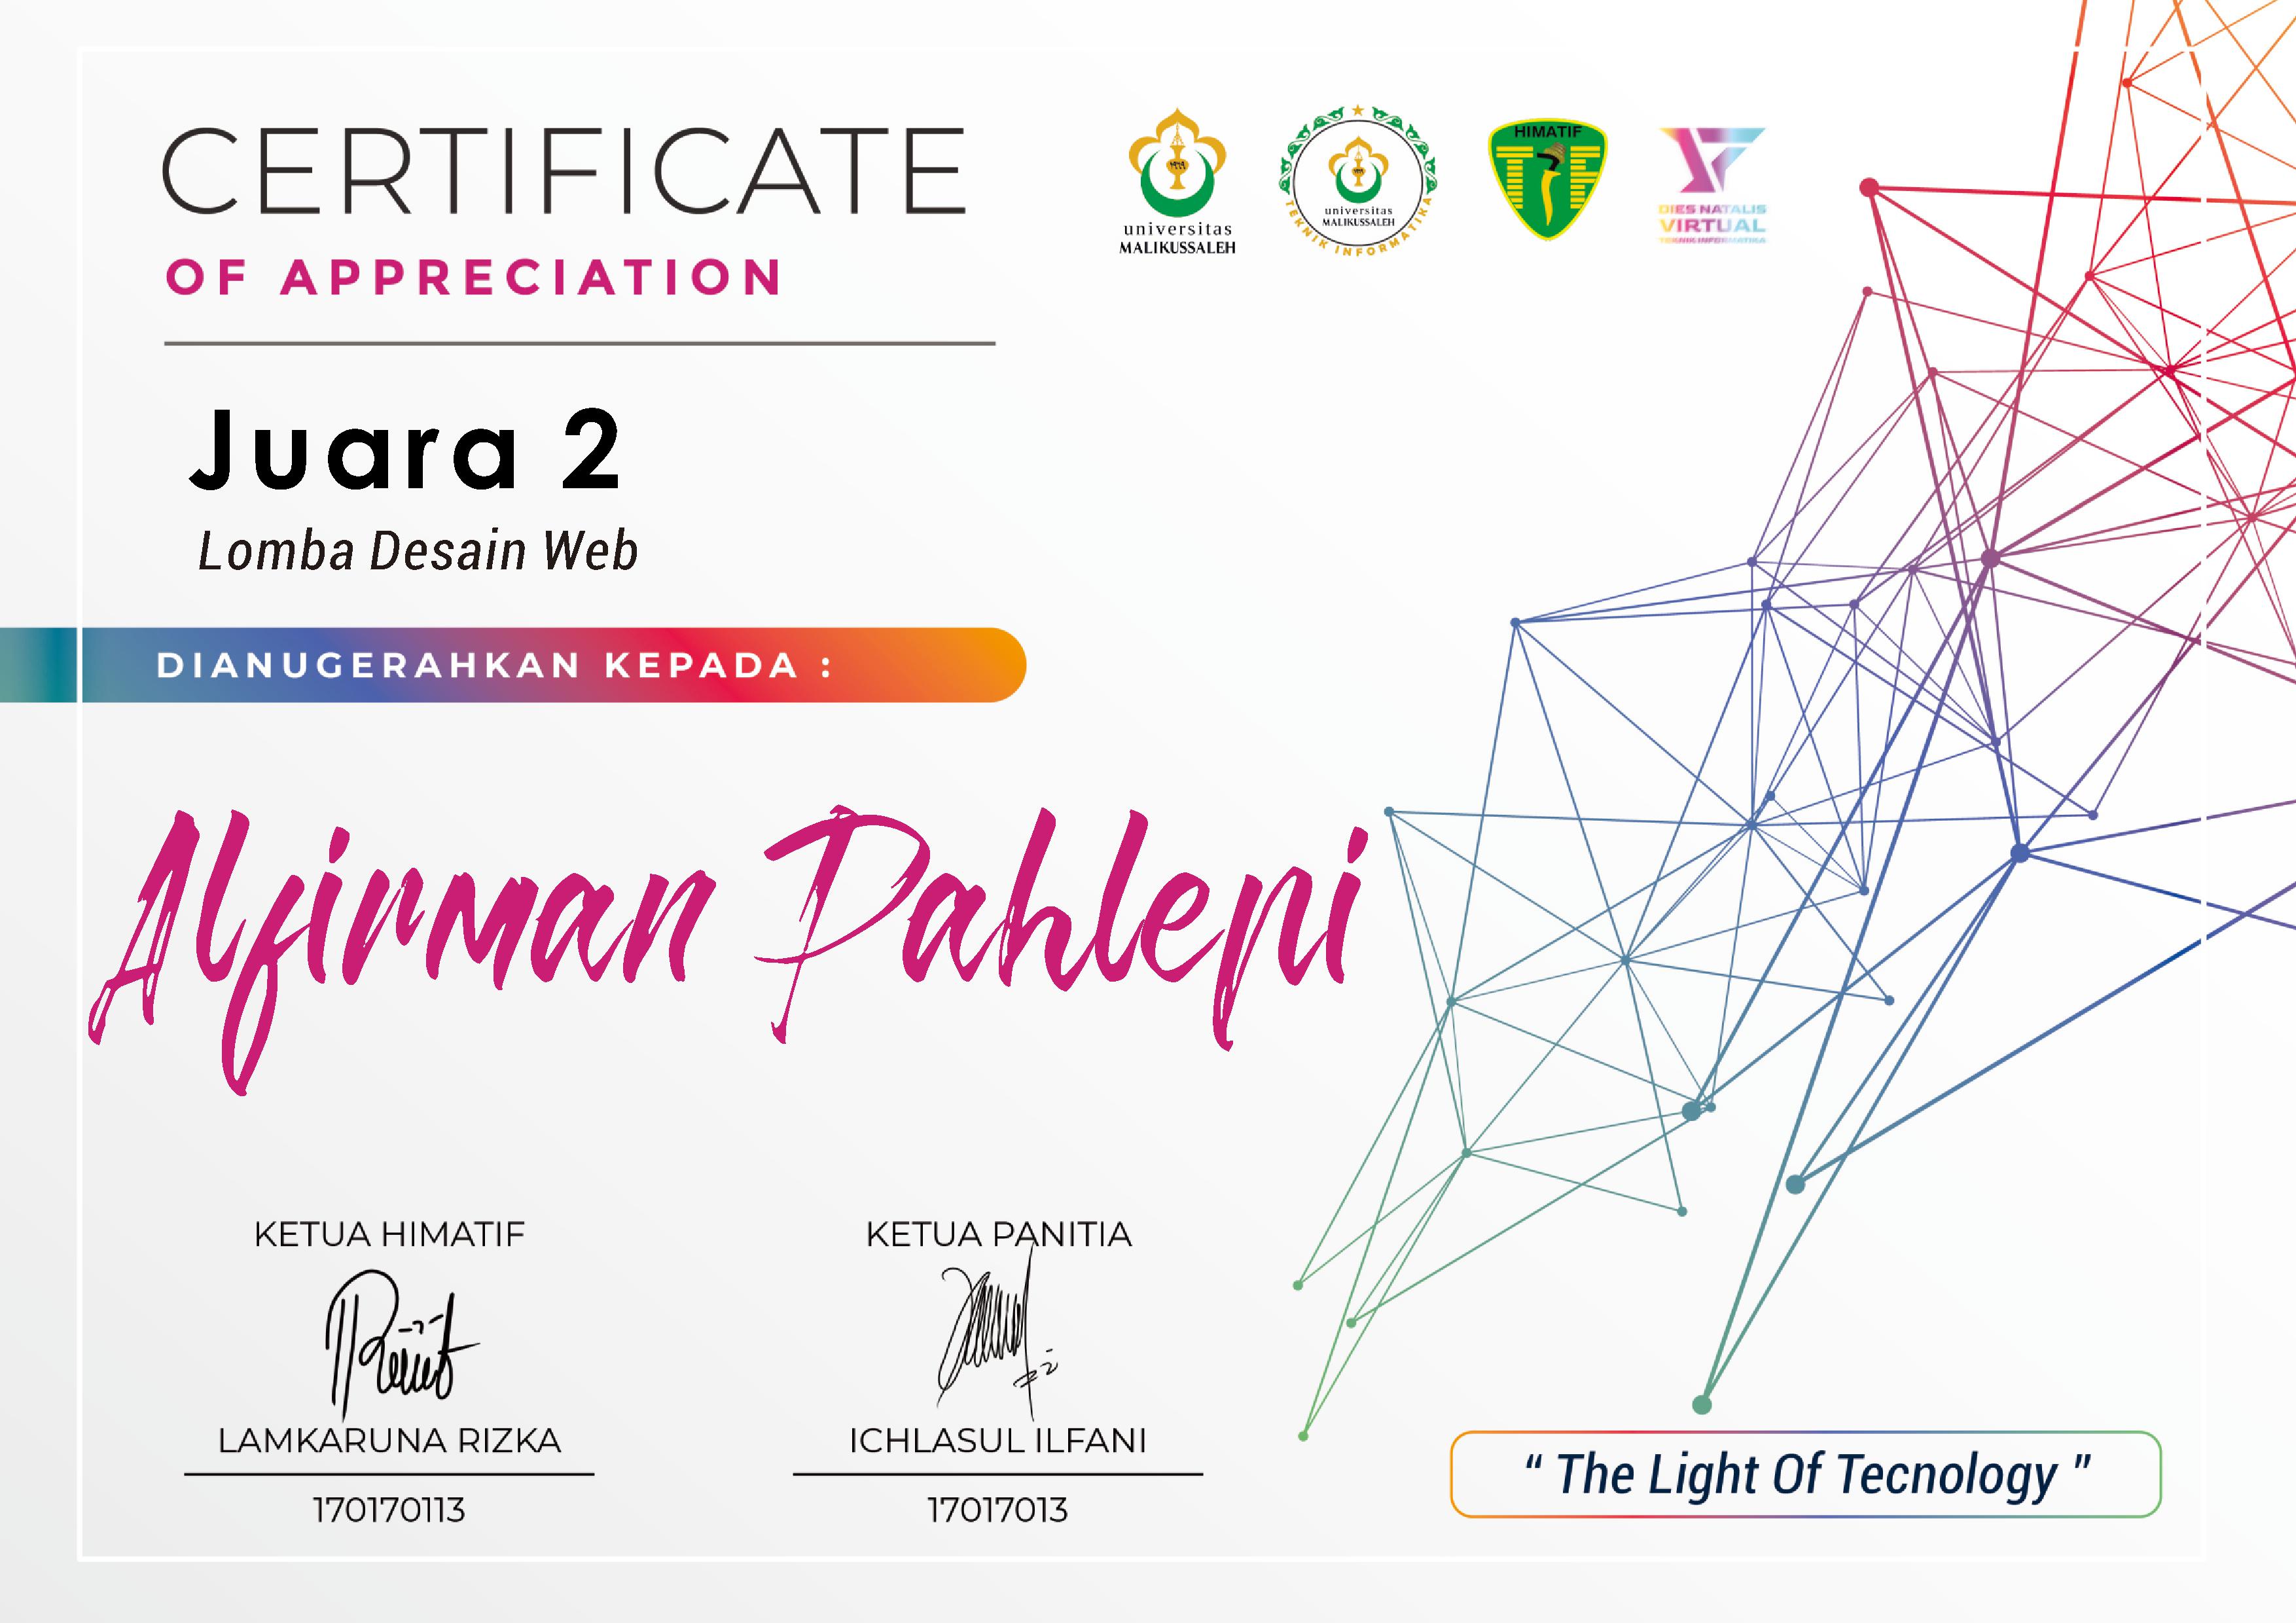 CERTIFICATE
OF APPRECIATION
universitas
MALIKUSSALEH
universitas
MALIKUSSALEH
TEKNIK INFORMATIKA
HIMATIF
DIES NATALIS
VIRTUAL
TEKNIK INFORMATIKA
Juara 2
Lomba Desain Web
DIANUGERAHKAN KEPADA :
Alfirman Pahlepi
KETUA HIMATIF
LAMKARUNA RIZKA
170170113
KETUA PANITIA
ICHLASUL ILFANI
17017013
“ The Light Of Tecnology ”